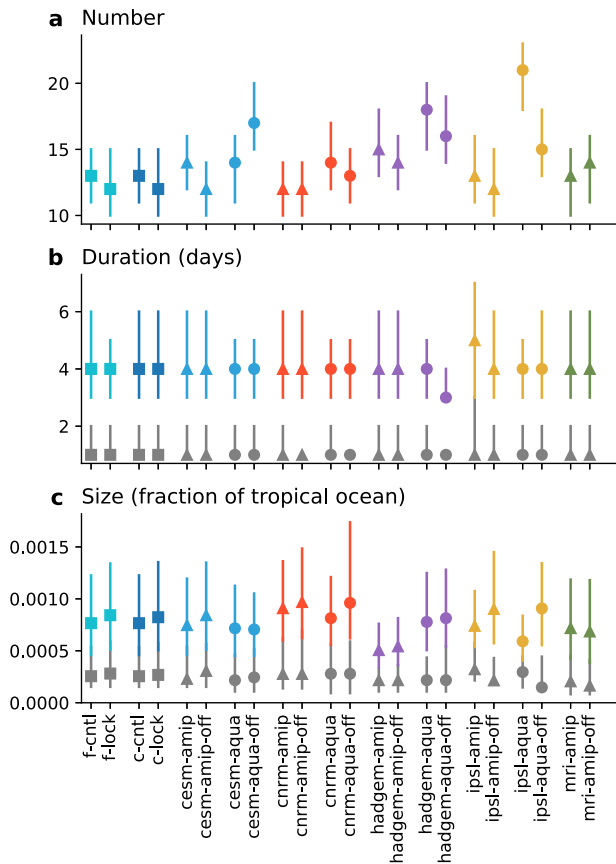 a Number
20
15
10
b Duration (days)
6
4
2
c Size (fraction of tropical ocean)
0.0015
0.0010
0.0005
0.0000
f-cntl
f-lock
c-cntl
c-lock
cesm-amip
cesm-amip-off
cesm-aqua
cesm-aqua-off
cnrm-amip
cnrm-amip-off
cnrm-aqua
cnrm-aqua-off
hadgem-amip
hadgem-amip-off
hadgem-aqua
hadgem-aqua-off
ipsl-amip
ipsl-amip-off
ipsl-aqua
ipsl-aqua-off
mri-amip
mri-amip-off